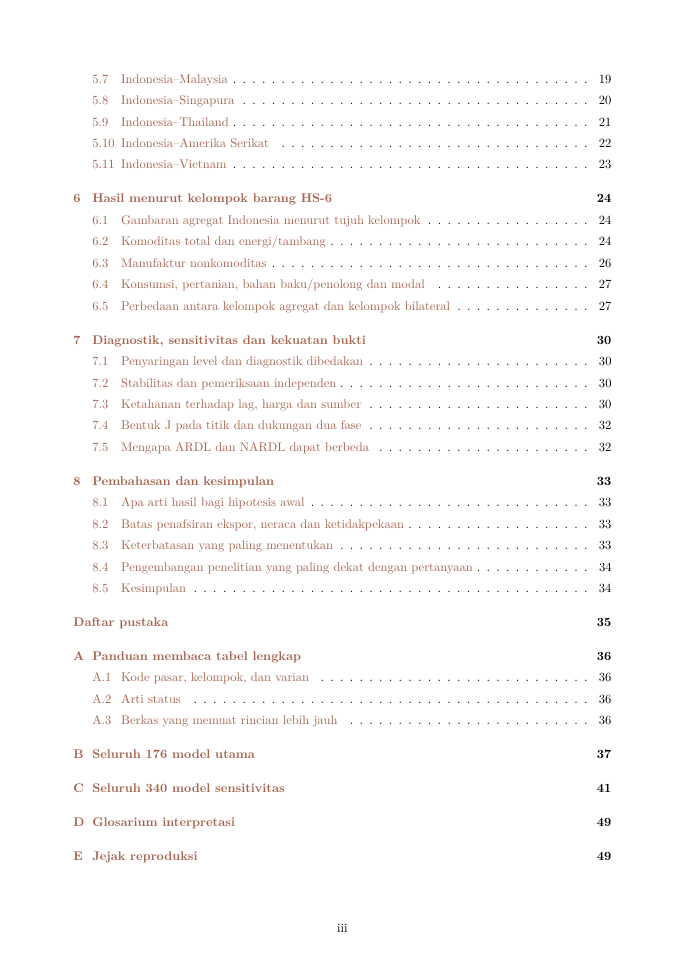 5.7 Indonesia–Malaysia . . . . . . . . . . . . . . . . . . . . . . . . . . . . . . . . . . . . . 19
5.8 Indonesia–Singapura . . . . . . . . . . . . . . . . . . . . . . . . . . . . . . . . . . . . 20
5.9 Indonesia–Thailand . . . . . . . . . . . . . . . . . . . . . . . . . . . . . . . . . . . . . 21
5.10 Indonesia–Amerika Serikat . . . . . . . . . . . . . . . . . . . . . . . . . . . . . . . . 22
5.11 Indonesia–Vietnam . . . . . . . . . . . . . . . . . . . . . . . . . . . . . . . . . . . . . 23
6 Hasil menurut kelompok barang HS-6 24
6.1 Gambaran agregat Indonesia menurut tujuh kelompok . . . . . . . . . . . . . . . . . 24
6.2 Komoditas total dan energi/tambang . . . . . . . . . . . . . . . . . . . . . . . . . . . 24
6.3 Manufaktur nonkomoditas . . . . . . . . . . . . . . . . . . . . . . . . . . . . . . . . . 26
6.4 Konsumsi, pertanian, bahan baku/penolong dan modal . . . . . . . . . . . . . . . . 27
6.5 Perbedaan antara kelompok agregat dan kelompok bilateral . . . . . . . . . . . . . . 27
7 Diagnostik, sensitivitas dan kekuatan bukti 30
7.1 Penyaringan level dan diagnostik dibedakan . . . . . . . . . . . . . . . . . . . . . . . 30
7.2 Stabilitas dan pemeriksaan independen . . . . . . . . . . . . . . . . . . . . . . . . . . 30
7.3 Ketahanan terhadap lag, harga dan sumber . . . . . . . . . . . . . . . . . . . . . . . 30
7.4 Bentuk J pada titik dan dukungan dua fase . . . . . . . . . . . . . . . . . . . . . . . 32
7.5 Mengapa ARDL dan NARDL dapat berbeda . . . . . . . . . . . . . . . . . . . . . . 32
8 Pembahasan dan kesimpulan 33
8.1 Apa arti hasil bagi hipotesis awal . . . . . . . . . . . . . . . . . . . . . . . . . . . . . 33
8.2 Batas penafsiran ekspor, neraca dan ketidakpekaan . . . . . . . . . . . . . . . . . . . 33
8.3 Keterbatasan yang paling menentukan . . . . . . . . . . . . . . . . . . . . . . . . . . 33
8.4 Pengembangan penelitian yang paling dekat dengan pertanyaan . . . . . . . . . . . . 34
8.5 Kesimpulan . . . . . . . . . . . . . . . . . . . . . . . . . . . . . . . . . . . . . . . . . 34
Daftar pustaka 35
A Panduan membaca tabel lengkap 36
A.1 Kode pasar, kelompok, dan varian . . . . . . . . . . . . . . . . . . . . . . . . . . . . 36
A.2 Arti status . . . . . . . . . . . . . . . . . . . . . . . . . . . . . . . . . . . . . . . . . 36
A.3 Berkas yang memuat rincian lebih jauh . . . . . . . . . . . . . . . . . . . . . . . . . 36
B Seluruh 176 model utama 37
C Seluruh 340 model sensitivitas 41
D Glosarium interpretasi 49
E Jejak reproduksi 49
iii